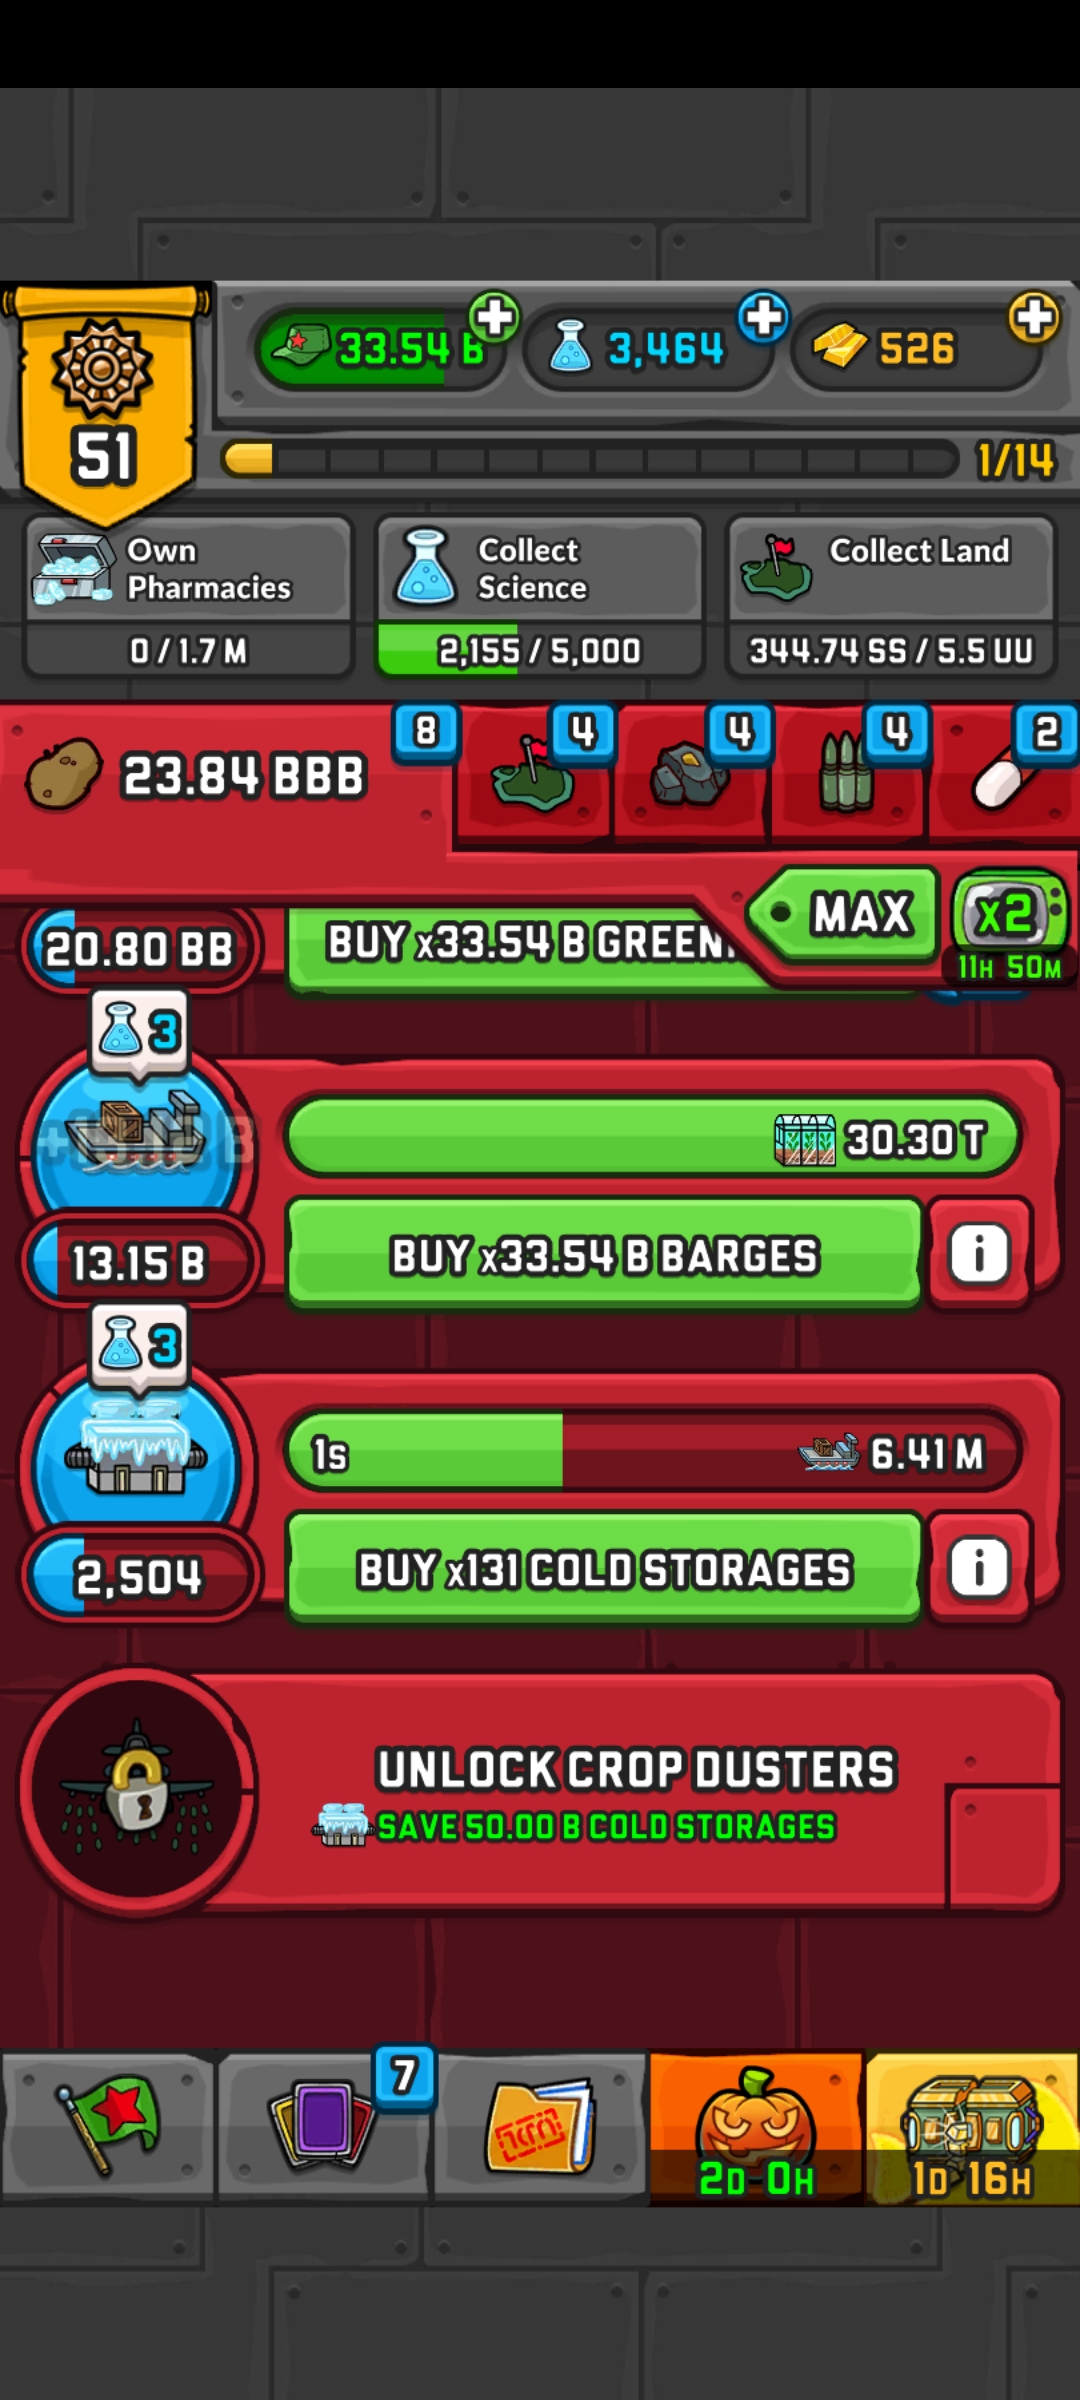 33.54 B
3,464
526
51
1/14
Own
Pharmacies
0 / 1.7 M
Collect
Science
2,155 / 5,000
Collect Land
344.74 SS / 5.5 UU
23.84 BBB
8
4
4
4
2
MAX
x2
11H 50M
20.80 BB
BUY x33.54 B GREEN
3
30.30 T
13.15 B
BUY x33.54 B BARGES
i
3
1s
6.41 M
2,504
BUY x131 COLD STORAGES
i
UNLOCK CROP DUSTERS
SAVE 50.00 B COLD STORAGES
7
2D 0H
1D 16H